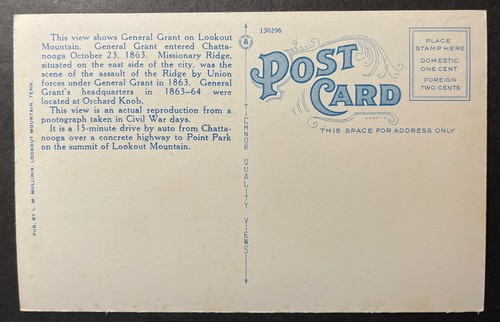 This view shows General Grant on Lookout
Mountain. General Grant entered Chatta-
nooga October 23, 1863. Missionary Ridge,
situated on the east side of the city, was the
scene of the assault of the Ridge by Union
forces under General Grant in 1863. General
Grant's headquarters in 1863-64 were
located at Orchard Knob.
This view is an actual reproduction from a
photograph taken in Civil War days.
It is a 15-minute drive by auto from Chatta-
nooga over a concrete highway to Point Park
on the summit of Lookout Mountain.
PUB. BY L. M. MULLINIX, LOOKOUT MOUNTAIN, TENN.
TICHNOR QUALITY VIEWS
130296
POST
CARD
THIS SPACE FOR ADDRESS ONLY
PLACE
STAMP HERE
DOMESTIC
ONE CENT
FOREIGN
TWO CENTS